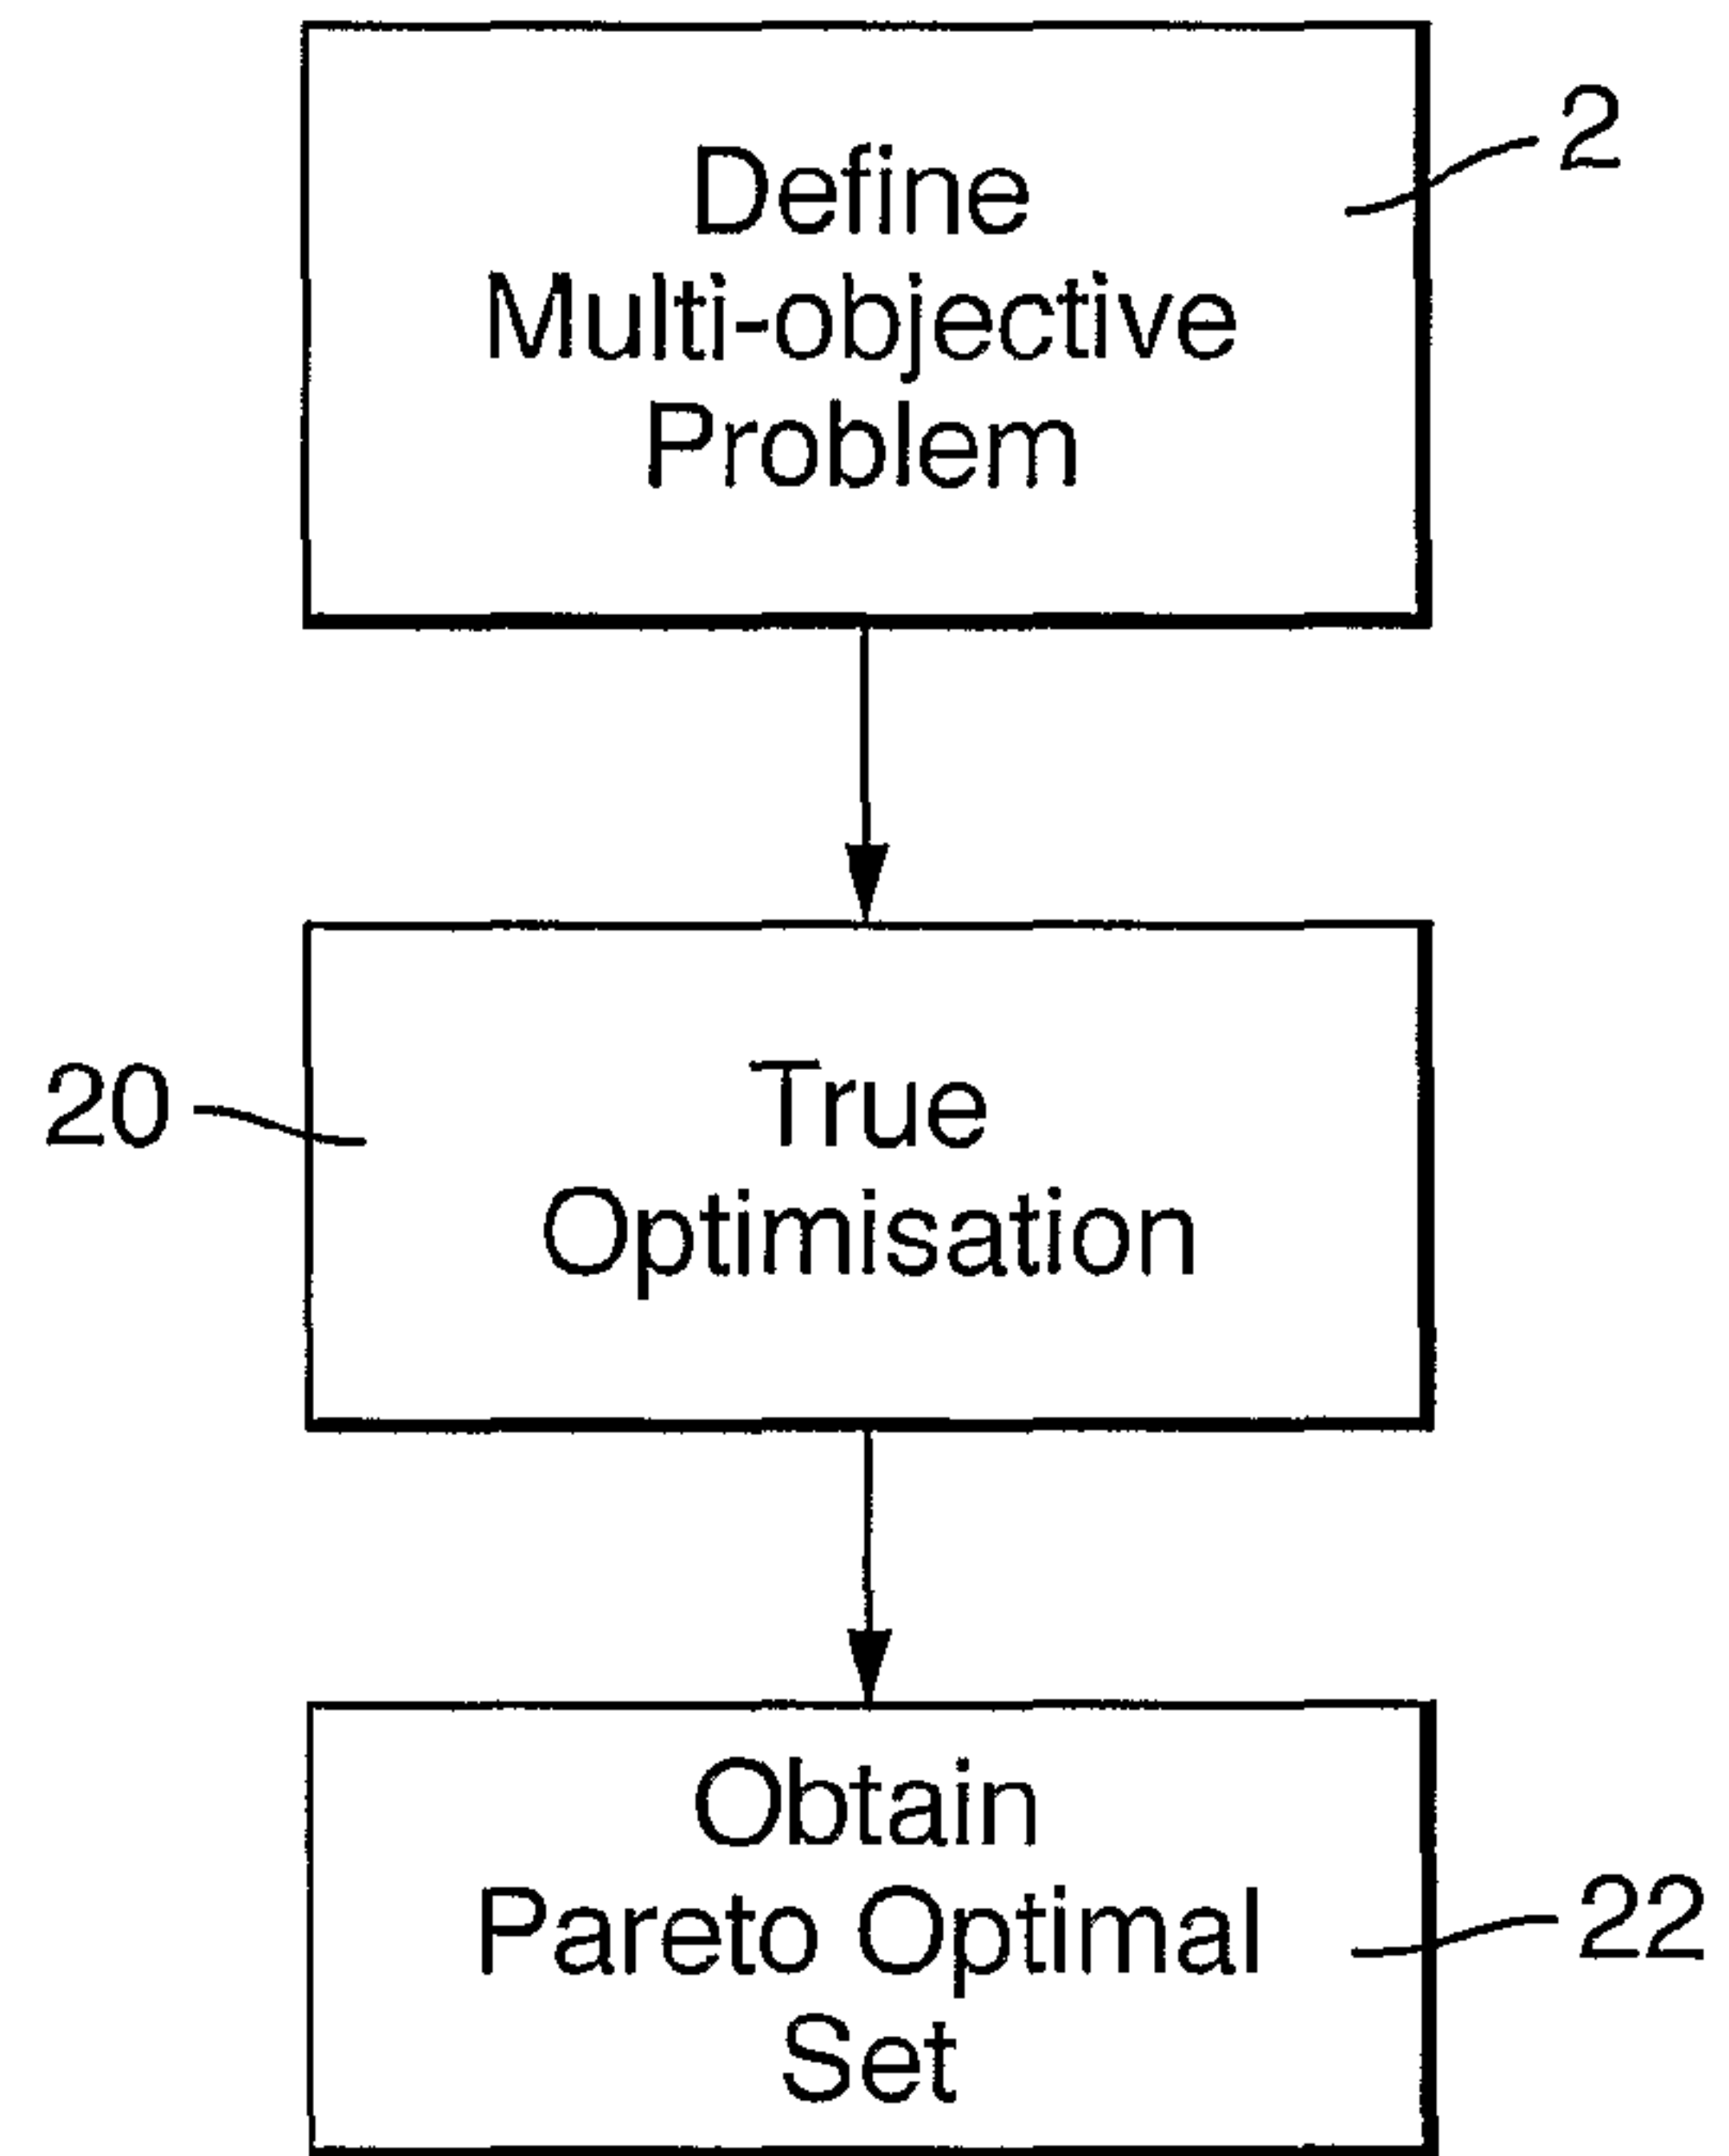 Define
Multi-objective
Problem
2
True
Optimisation
20
Obtain
Pareto Optimal
Set
22